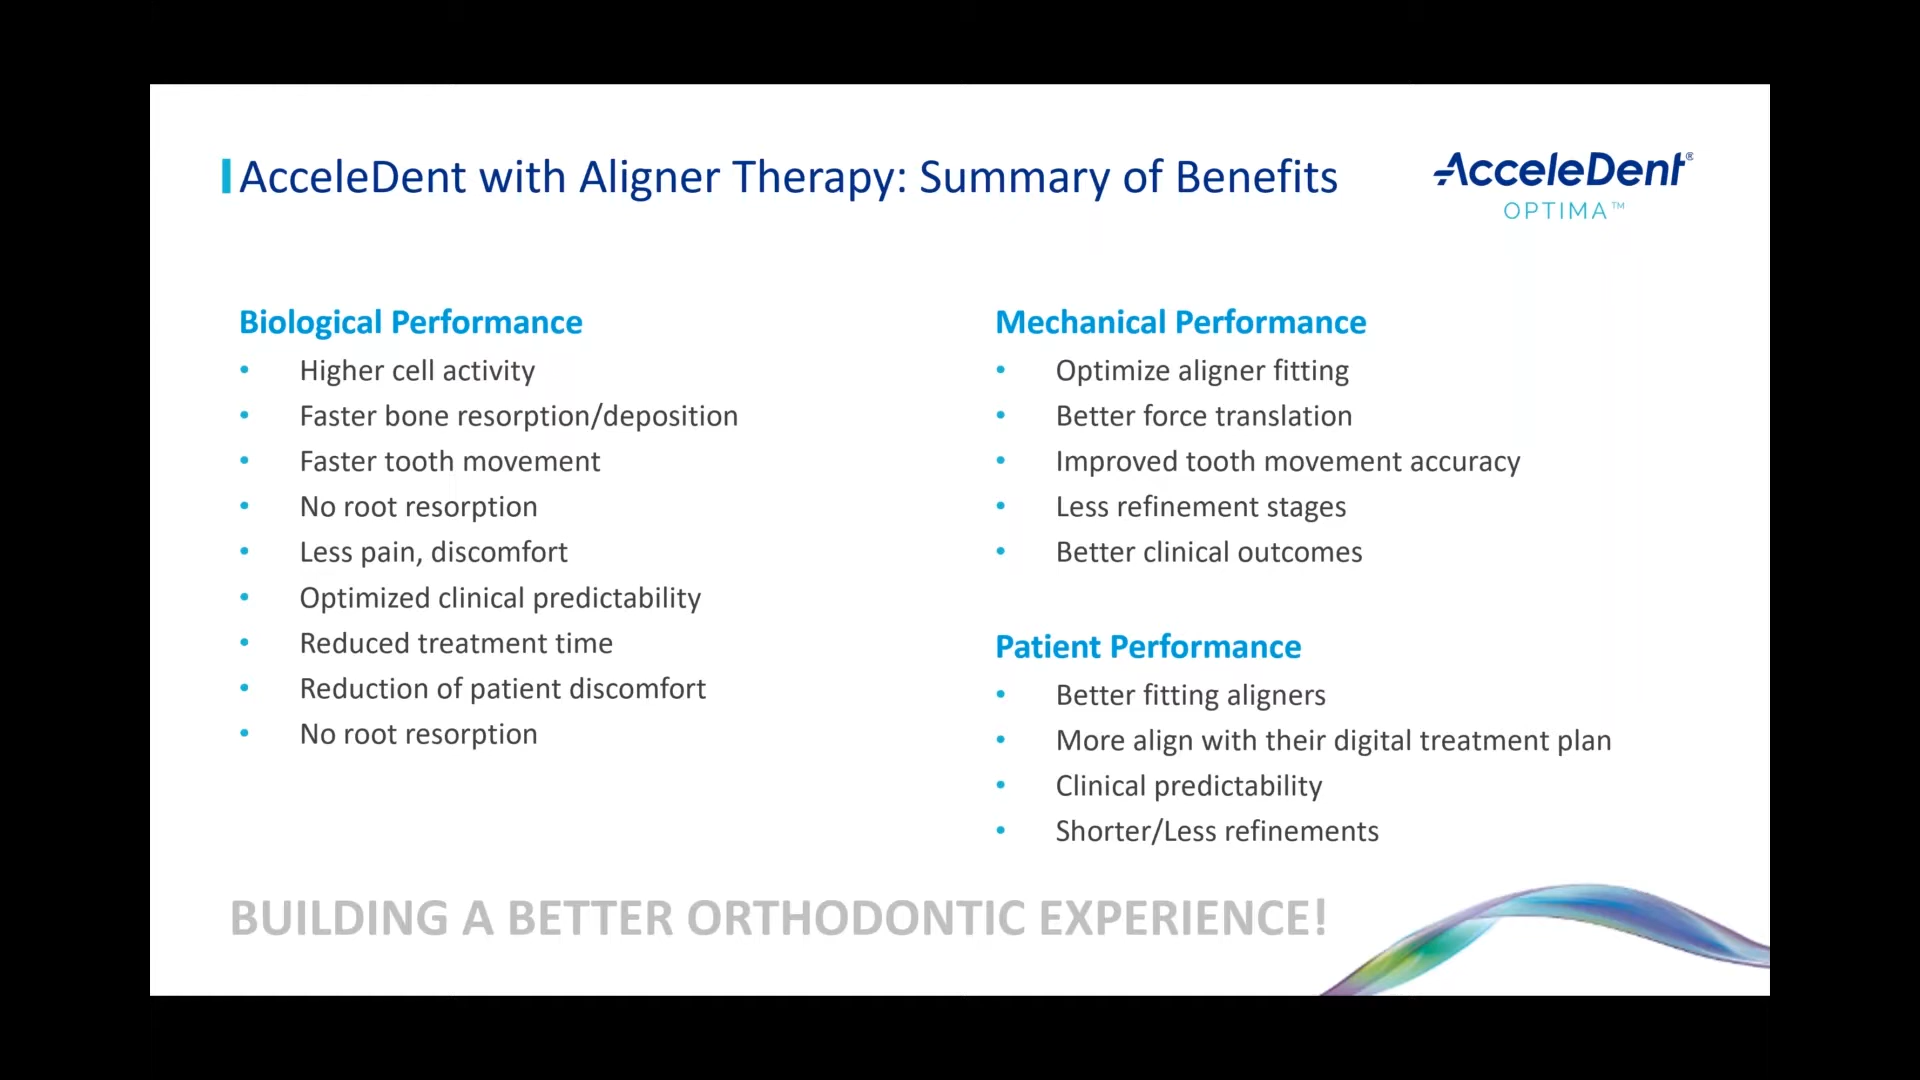 AcceleDent with Aligner Therapy: Summary of Benefits
AcceleDent®
OPTIMA™
Biological Performance
• Higher cell activity
• Faster bone resorption/deposition
• Faster tooth movement
• No root resorption
• Less pain, discomfort
• Optimized clinical predictability
• Reduced treatment time
• Reduction of patient discomfort
• No root resorption
Mechanical Performance
• Optimize aligner fitting
• Better force translation
• Improved tooth movement accuracy
• Less refinement stages
• Better clinical outcomes
Patient Performance
• Better fitting aligners
• More align with their digital treatment plan
• Clinical predictability
• Shorter/Less refinements
BUILDING A BETTER ORTHODONTIC EXPERIENCE!